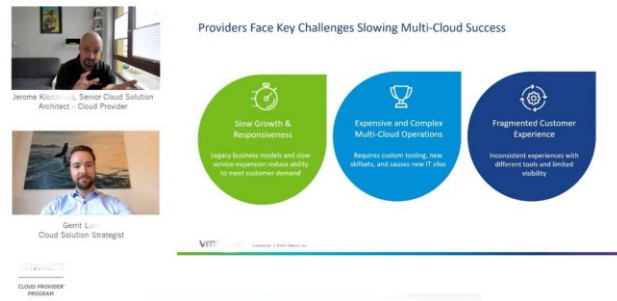 Providers Face Key Challenges Slowing Multi-Cloud Success
Jerome, Senior Cloud Solution
Architect – Cloud Provider
Gerrit
Cloud Solution Strategist
Slow Growth &
Responsiveness
Legacy business models and slow
service expansion reduce ability
to meet customer demand
Expensive and Complex
Multi-Cloud Operations
Requires custom tooling, new
skillsets, and causes new IT silos
Fragmented Customer
Experience
Inconsistent experiences with
different tools and limited
visibility
Confidential
CLOUD PROVIDER
PROGRAM